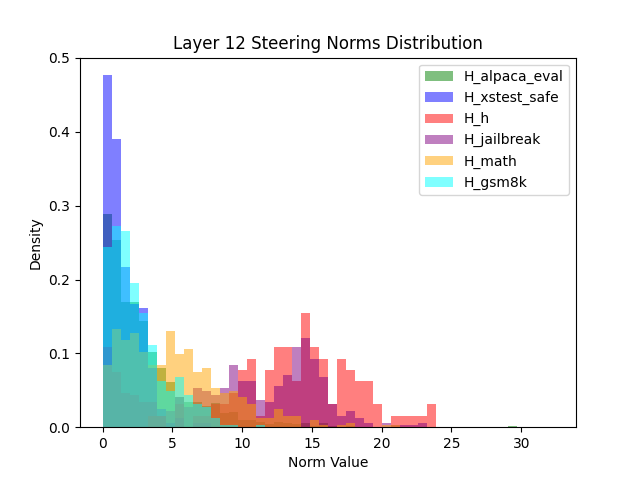 Layer 12 Steering Norms Distribution
0.5
0.4
0.3
0.2
0.1
0.0
Density
0
5
10
15
20
25
30
Norm Value
H_alpaca_eval
H_xstest_safe
H_h
H_jailbreak
H_math
H_gsm8k